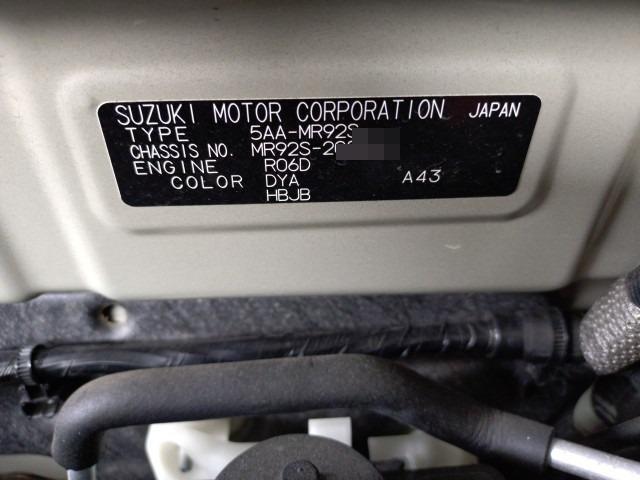 SUZUKI MOTOR CORPORATION JAPAN
TYPE 5AA-MR92S
CHASSIS NO. MR92S-2
ENGINE R06D
COLOR DYA A43
HBJB